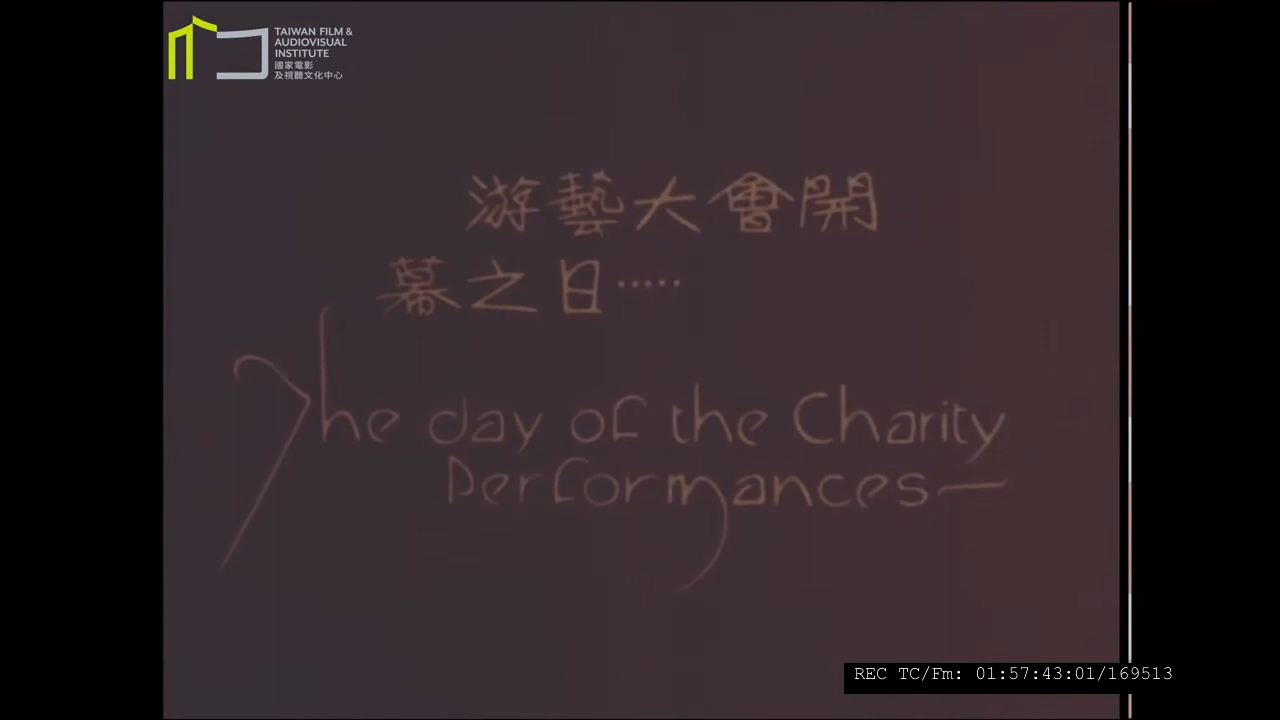 TAIWAN FILM &
AUDIOVISUAL
INSTITUTE
國家電影
及視聽文化中心
游藝大會開
幕之日·····
The day of the Charity
Performances—
REC TC/Fm: 01:57:43:01/169513